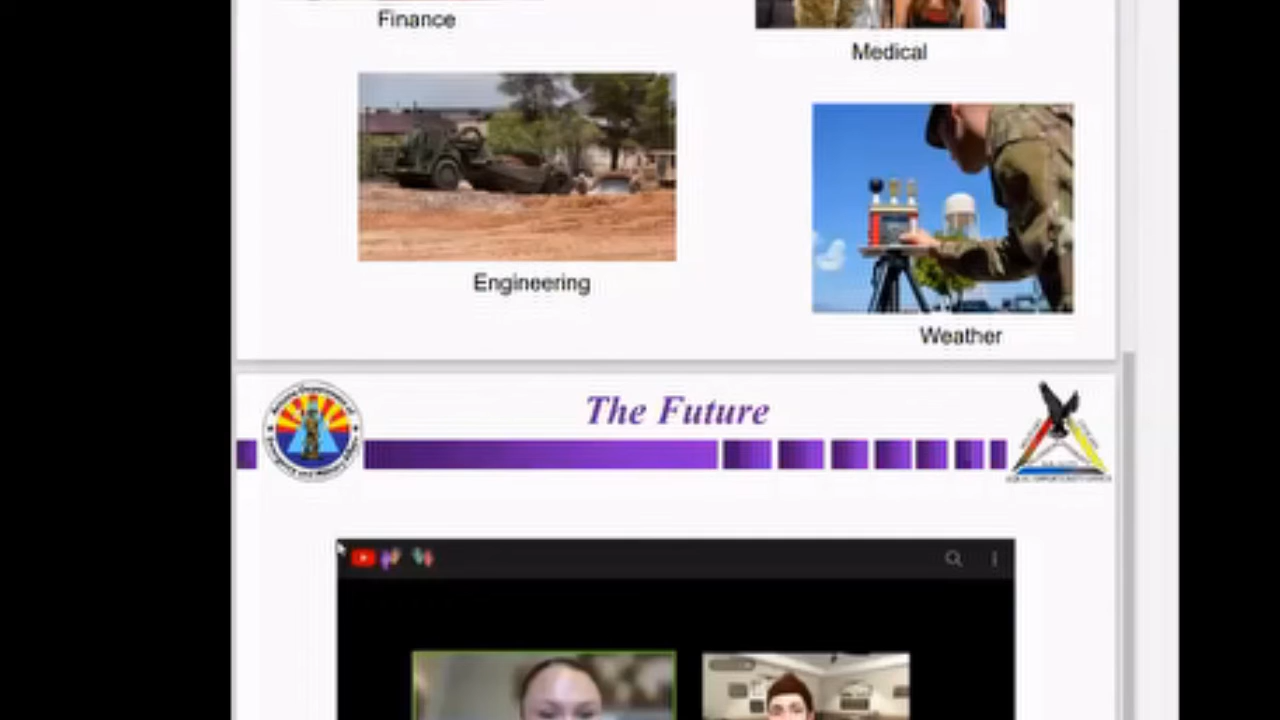 Finance
Medical
Engineering
Weather
The Future